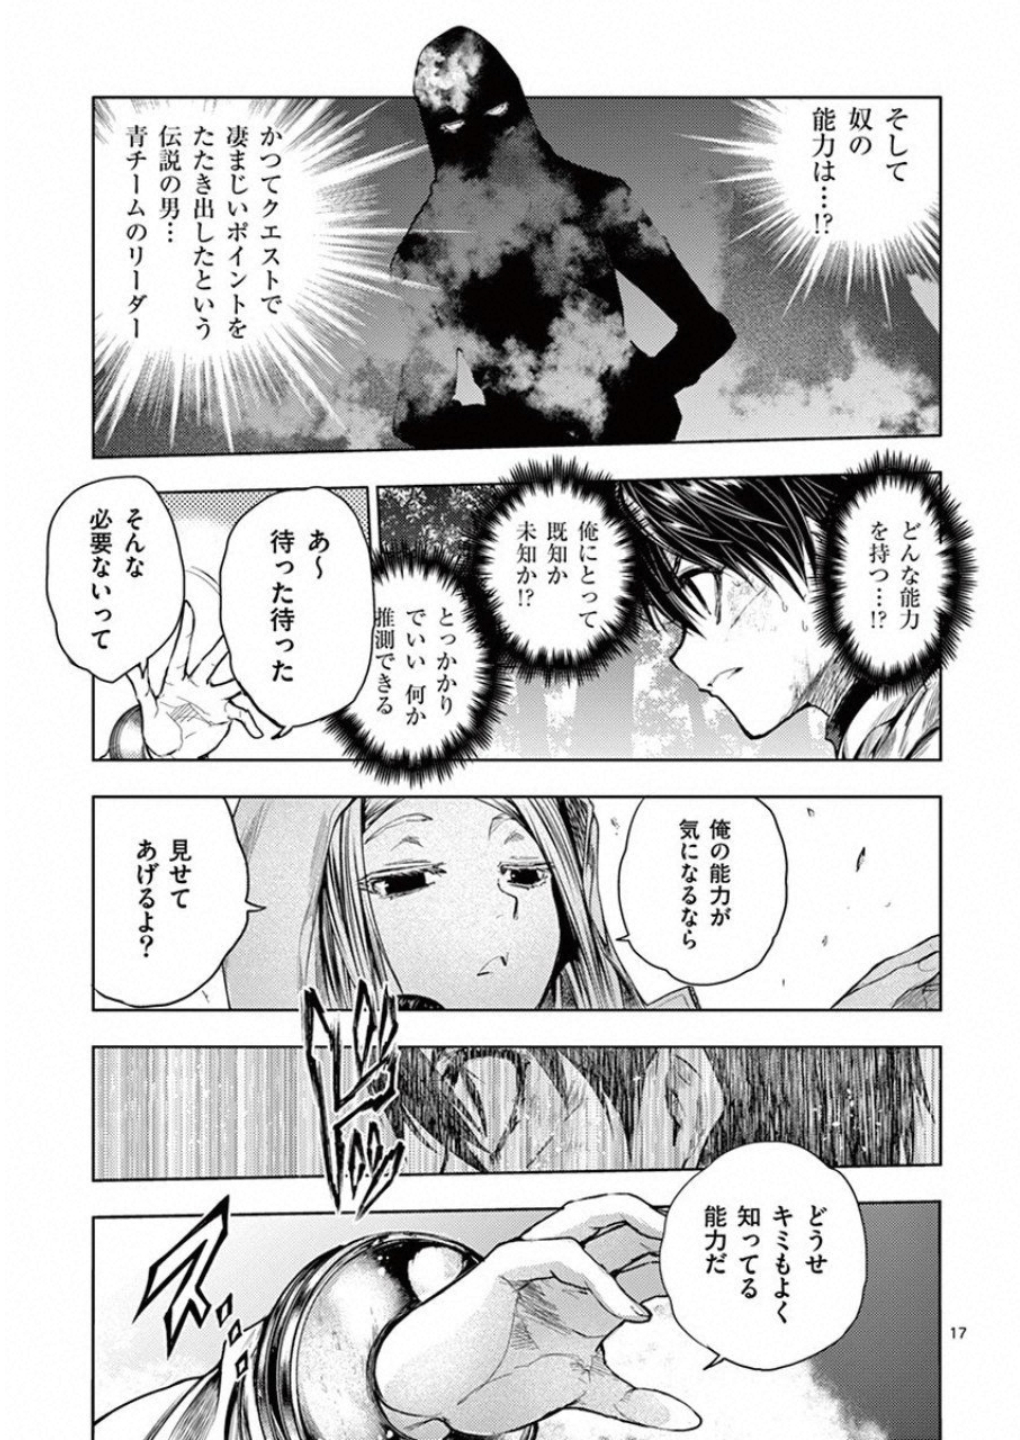 そして
奴の
能力は…!?
かつてクエストで
凄まじいポイントを
たたき出したという
伝説の男…
青チームのリーダー
どんな能力
を持つ…!?
俺にとって
既知か
未知か!?
とっかかり
でいい 何か
推測できる
あ〜
待った待った
そんな
必要ないって
俺の能力が
気になるなら
見せて
あげるよ？
ビビッ
どうせ
キミもよく
知ってる
能力だ
ズ…
17